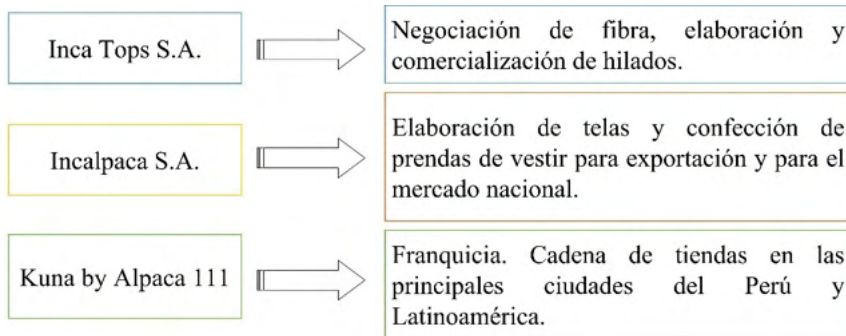 Inca Tops S.A.
Negociación de fibra, elaboración y
comercialización de hilados.
Incalpaca S.A.
Elaboración de telas y confección de
prendas de vestir para exportación y para el
mercado nacional.
Kuna by Alpaca 111
Franquicia. Cadena de tiendas en las
principales ciudades del Perú y
Latinoamérica.